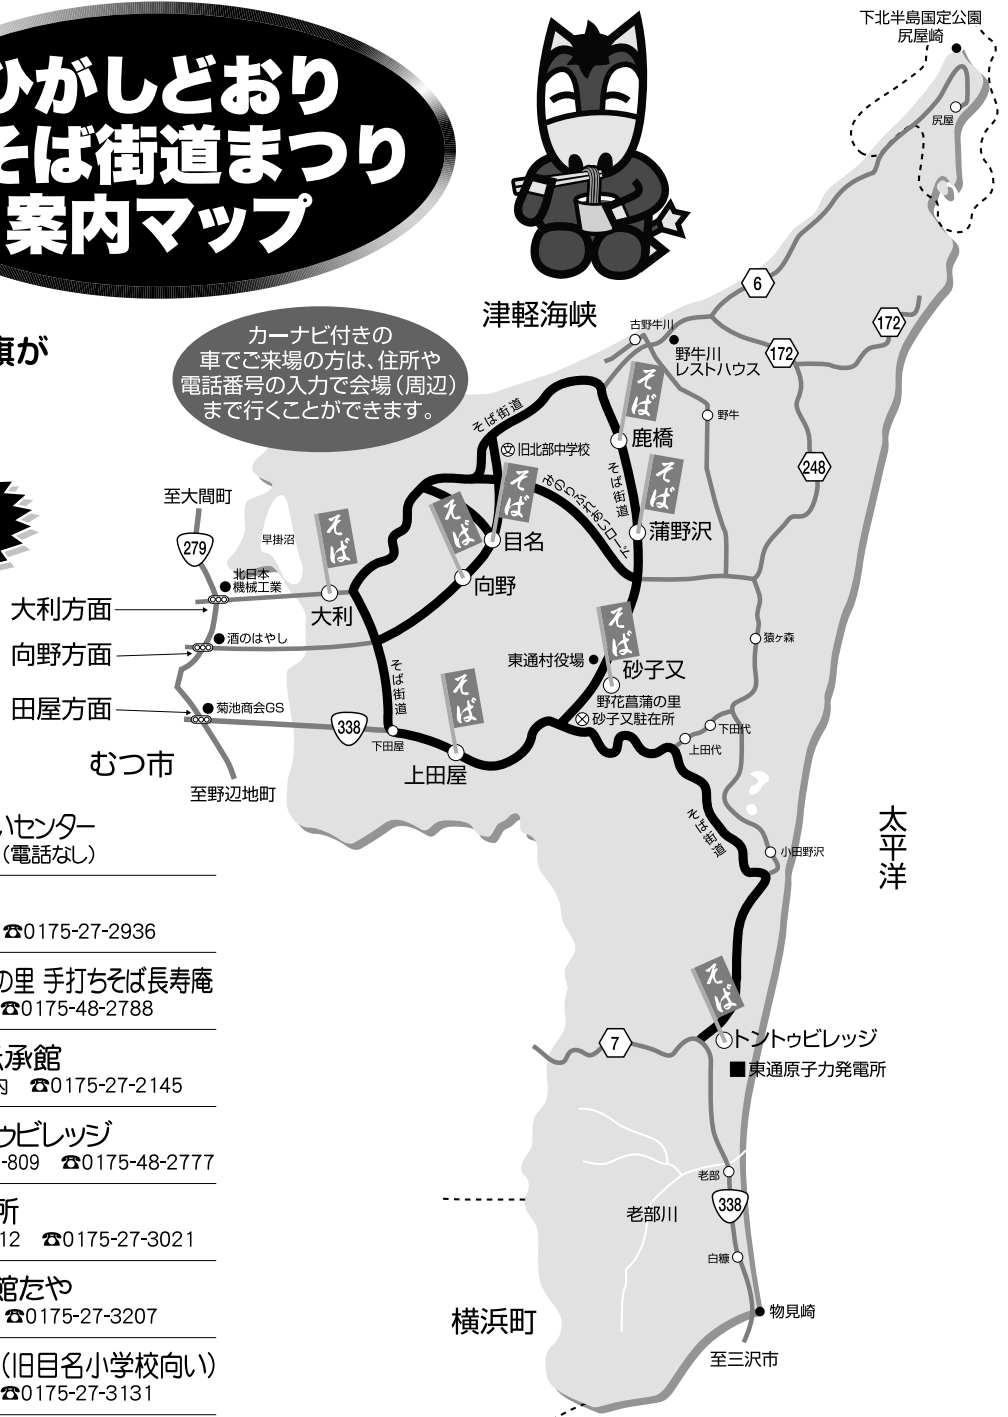 ひがしどおり
そば街道まつり
案内マップ
旗が
カーナビ付きの
車でご来場の方は、住所や
電話番号の入力で会場（周辺）
まで行くことができます。
下北半島国定公園
尻屋崎
尻屋
津軽海峡
6
古野牛川
野牛川
レストハウス
172
172
野牛
248
そば
鹿橋
そば街道
旧北部中学校
そば街道
そば
蒲野沢
みのりふれあいロード
そば
目名
そば
向野
そば
大利
至大間町
279
早掛沼
北日本
機械工業
大利方面
酒のはやし
向野方面
菊池商会GS
田屋方面
むつ市
至野辺地町
338
そば街道
下田屋
そば
上田屋
そば
東通村役場
砂子又
野花菖蒲の里
砂子又駐在所
猿ヶ森
下田代
上田代
そば街道
小田野沢
太平洋
そば
トントゥビレッジ
7
東通原子力発電所
老部
老部川
338
白糠
横浜町
物見崎
至三沢市
いセンター
（電話なし）
☎0175-27-2936
の里 手打ちそば長寿庵
☎0175-48-2788
伝承館
内 ☎0175-27-2145
ゥビレッジ
-809 ☎0175-48-2777
所
12 ☎0175-27-3021
館たや
☎0175-27-3207
（旧目名小学校向い）
☎0175-27-3131